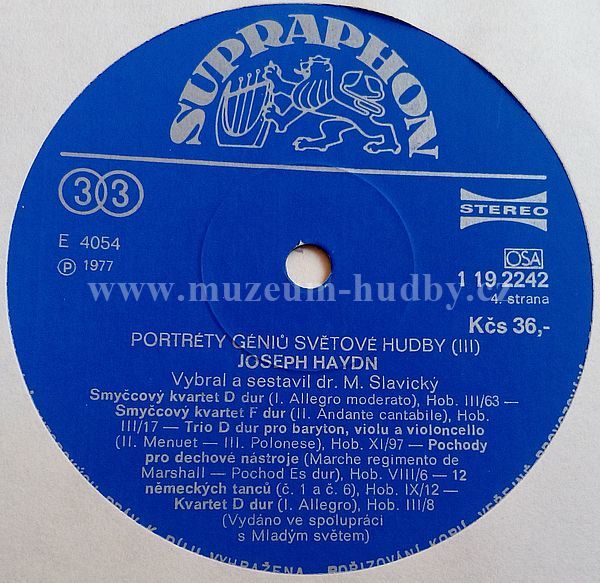 SUPRAPHON
33
STEREO
E 4054
℗ 1977
OSA
1 19 2242
4. strana
www.muzeum-hudby.cz
Kčs 36,-
PORTRÉTY GÉNIŮ SVĚTOVÉ HUDBY (III)
JOSEPH HAYDN
Vybral a sestavil dr. M. Slavický
Smyčcový kvartet D dur (I. Allegro moderato), Hob. III/63 —
Smyčcový kvartet F dur (II. Andante cantabile), Hob.
III/17 — Trio D dur pro baryton, violu a violoncello
(II. Menuet — III. Polonese), Hob. XI/97 — Pochody
pro dechové nástroje (Marche regimento de
Marshall — Pochod Es dur), Hob. VIII/6 — 12
německých tanců (č. 1 a č. 6), Hob. IX/12 —
Kvartet D dur (I. Allegro), Hob. III/8
(Vydáno ve spolupráci
s Mladým světem)
VYHRAZENA. POŘIZOVÁNÍ KOPIÍ